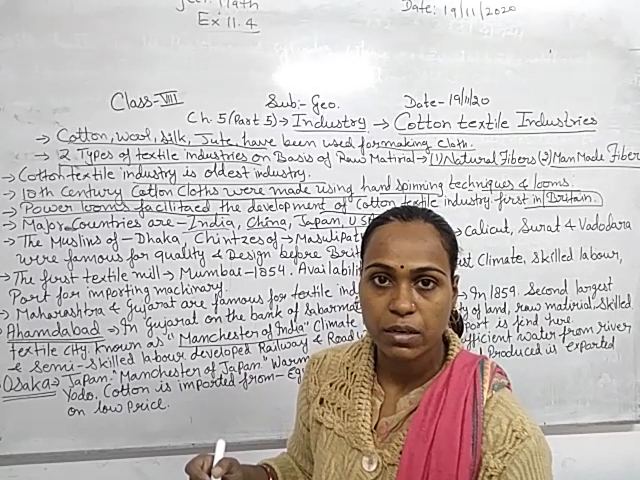 Math
Date: 19/11/2020
Ex 11.4
Class-VIII Sub:- Geo. Date- 19/11/20
Ch. 5 (Part 5) → Industry → Cotton textile Industries
→ Cotton, wool, Silk, Jute, have been used for making cloth.
→ 2 Types of textile industries on Basis of Raw Matirial → (1) Natural Fibers (2) Man Made Fiber
→ Cotton textile industry is oldest industry.
→ 18th Century Cotton Cloths were made using hand spinning techniques & looms.
→ Power looms facilitaed the development of Cotton textile industry first in Britain.
→ Major Countries are - India, China, Japan, U.S.A
→ The Muslins of - Dhaka, Chintzes of → Masulipat → Calicut, Surat & Vadodara
were famous for quality & Design before Brit
→ The first textile mill → Mumbai - 1854. Availabili st Climate, skilled labour,
Port for importing machinary.
→ Maharashtra & Gujarat are famous for textile ind
→ Ahamdabad → In Gujarat on the bank of Sabarmat → In 1859. Second largest
textile city. known as "Manchester of India" Climate ty of land, raw material, skilled
& Semi-skilled labour developed Railway & Road port is find here.
→ Osaka → Japan. "Manchester of Japan." Warm fficient water from river
Yodo. Cotton is imported from - Eg Produced is exported
on low price.